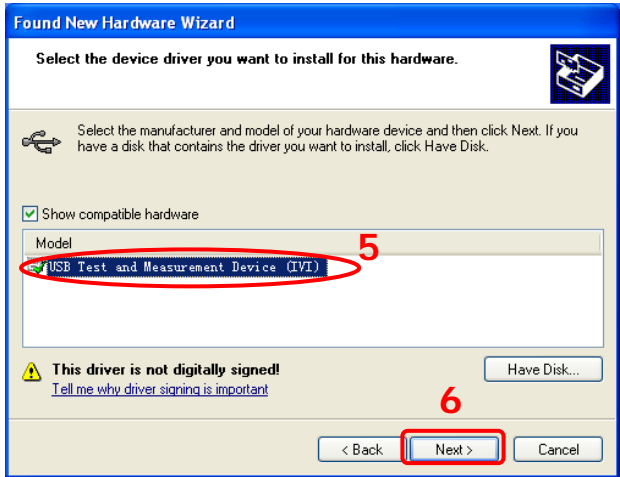 Found New Hardware Wizard
Select the device driver you want to install for this hardware.
Select the manufacturer and model of your hardware device and then click Next. If you
have a disk that contains the driver you want to install, click Have Disk.
Show compatible hardware
Model
5
USB Test and Measurement Device (IVI)
This driver is not digitally signed!
Have Disk...
Tell me why driver signing is important
6
< Back
Next >
Cancel